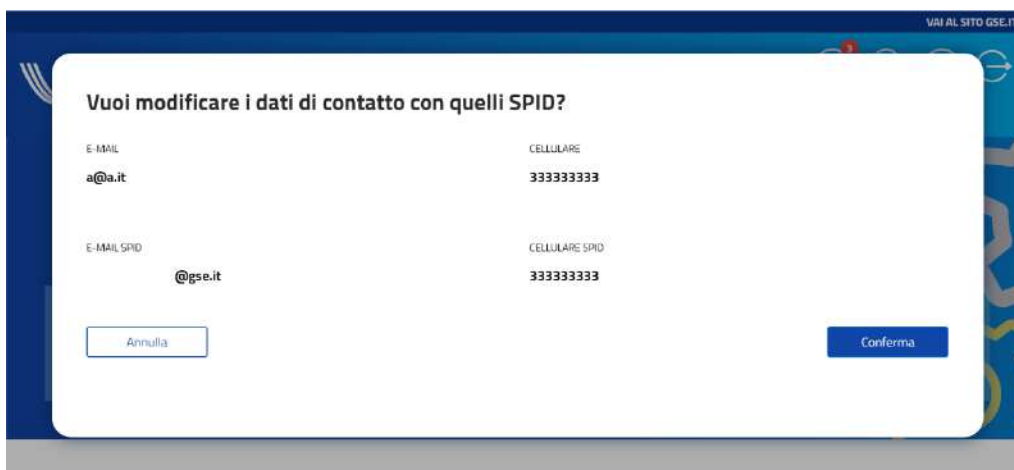 VAI AL SITO GSE.IT
3
Vuoi modificare i dati di contatto con quelli SPID?
E-MAIL
CELLULARE
a@a.it
333333333
E-MAIL SPID
CELLULARE SPID
@gse.it
333333333
Annulla
Conferma